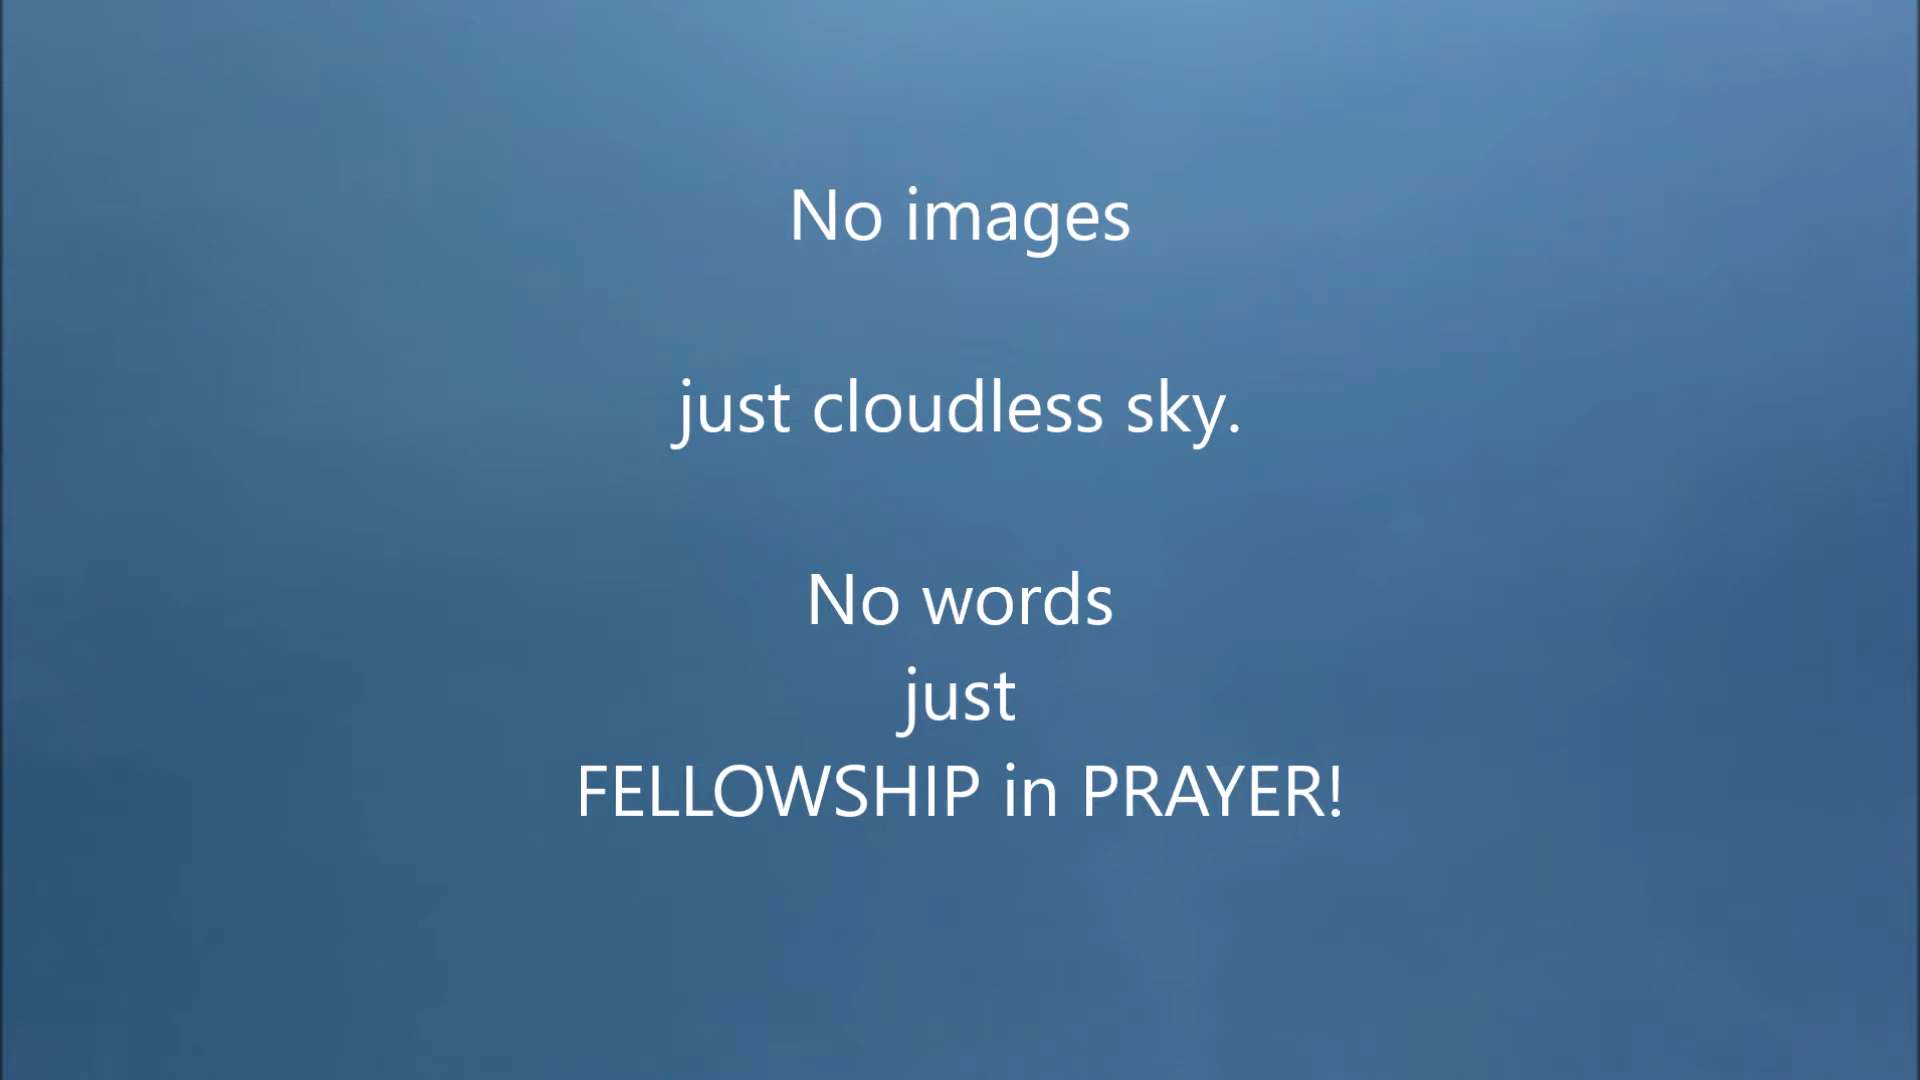 No images
just cloudless sky.
No words
just
FELLOWSHIP in PRAYER!